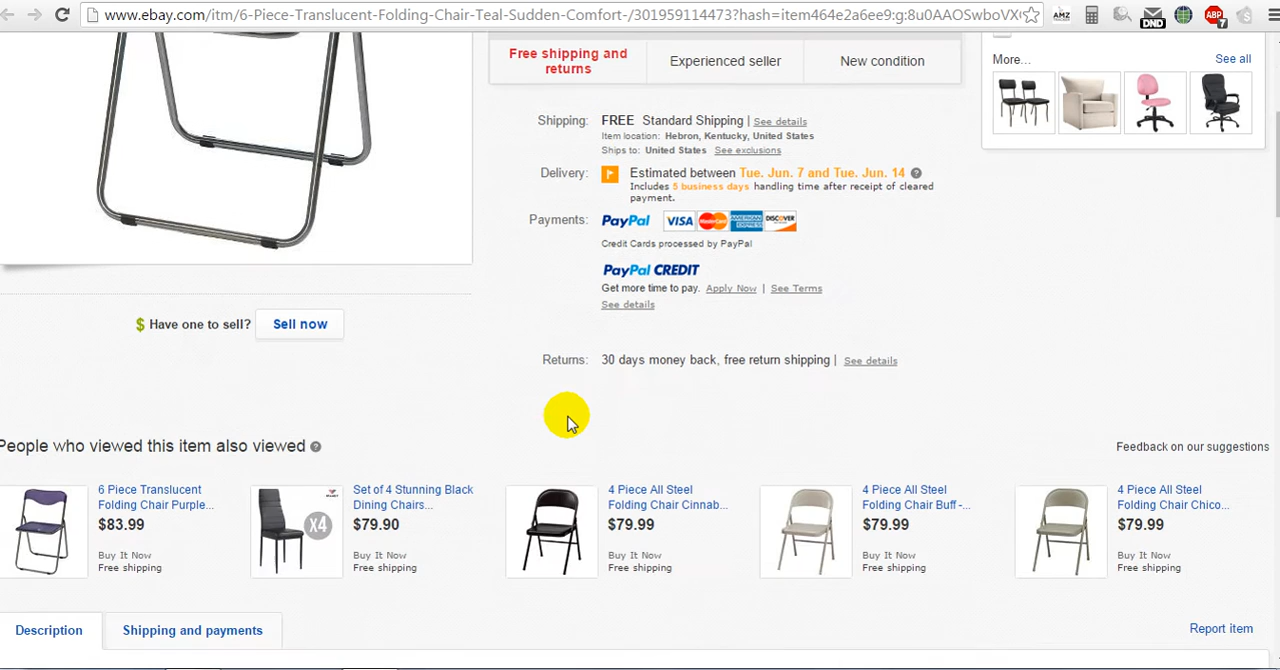 www.ebay.com/itm/6-Piece-Translucent-Folding-Chair-Teal-Sudden-Comfort-/301959114473?hash=item464e2a6ee9:g:8u0AAOSwboVX
AMZ
DND
ABP
7
Free shipping and
returns
Experienced seller
New condition
More...
See all
Shipping: FREE Standard Shipping | See details
Item location: Hebron, Kentucky, United States
Ships to: United States See exclusions
Delivery: Estimated between Tue. Jun. 7 and Tue. Jun. 14
Includes 5 business days handling time after receipt of cleared
payment.
Payments: PayPal VISA MasterCard AMERICAN EXPRESS DISCOVER
Credit Cards processed by PayPal
PayPal CREDIT
Get more time to pay. Apply Now | See Terms
See details
$ Have one to sell? Sell now
Returns: 30 days money back, free return shipping | See details
People who viewed this item also viewed
Feedback on our suggestions
6 Piece Translucent
Folding Chair Purple...
$83.99
Buy It Now
Free shipping
X4
Set of 4 Stunning Black
Dining Chairs...
$79.90
Buy It Now
Free shipping
4 Piece All Steel
Folding Chair Cinnab...
$79.99
Buy It Now
Free shipping
4 Piece All Steel
Folding Chair Buff -...
$79.99
Buy It Now
Free shipping
4 Piece All Steel
Folding Chair Chico...
$79.99
Buy It Now
Free shipping
Description
Shipping and payments
Report item